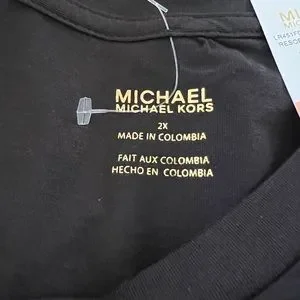 MICHAEL
MICHAEL KORS
2X
MADE IN COLOMBIA
FAIT AUX COLOMBIA
HECHO EN COLOMBIA